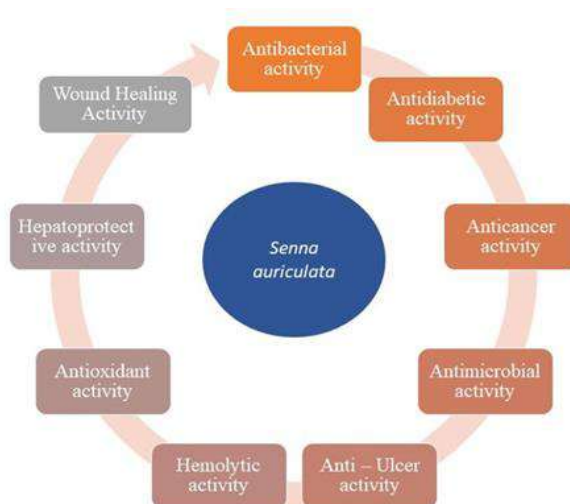 Antibacterial
activity
Antidiabetic
activity
Anticancer
activity
Antimicrobial
activity
Anti – Ulcer
activity
Hemolytic
activity
Antioxidant
activity
Hepatoprotect
ive activity
Wound Healing
Activity
Senna
auriculata